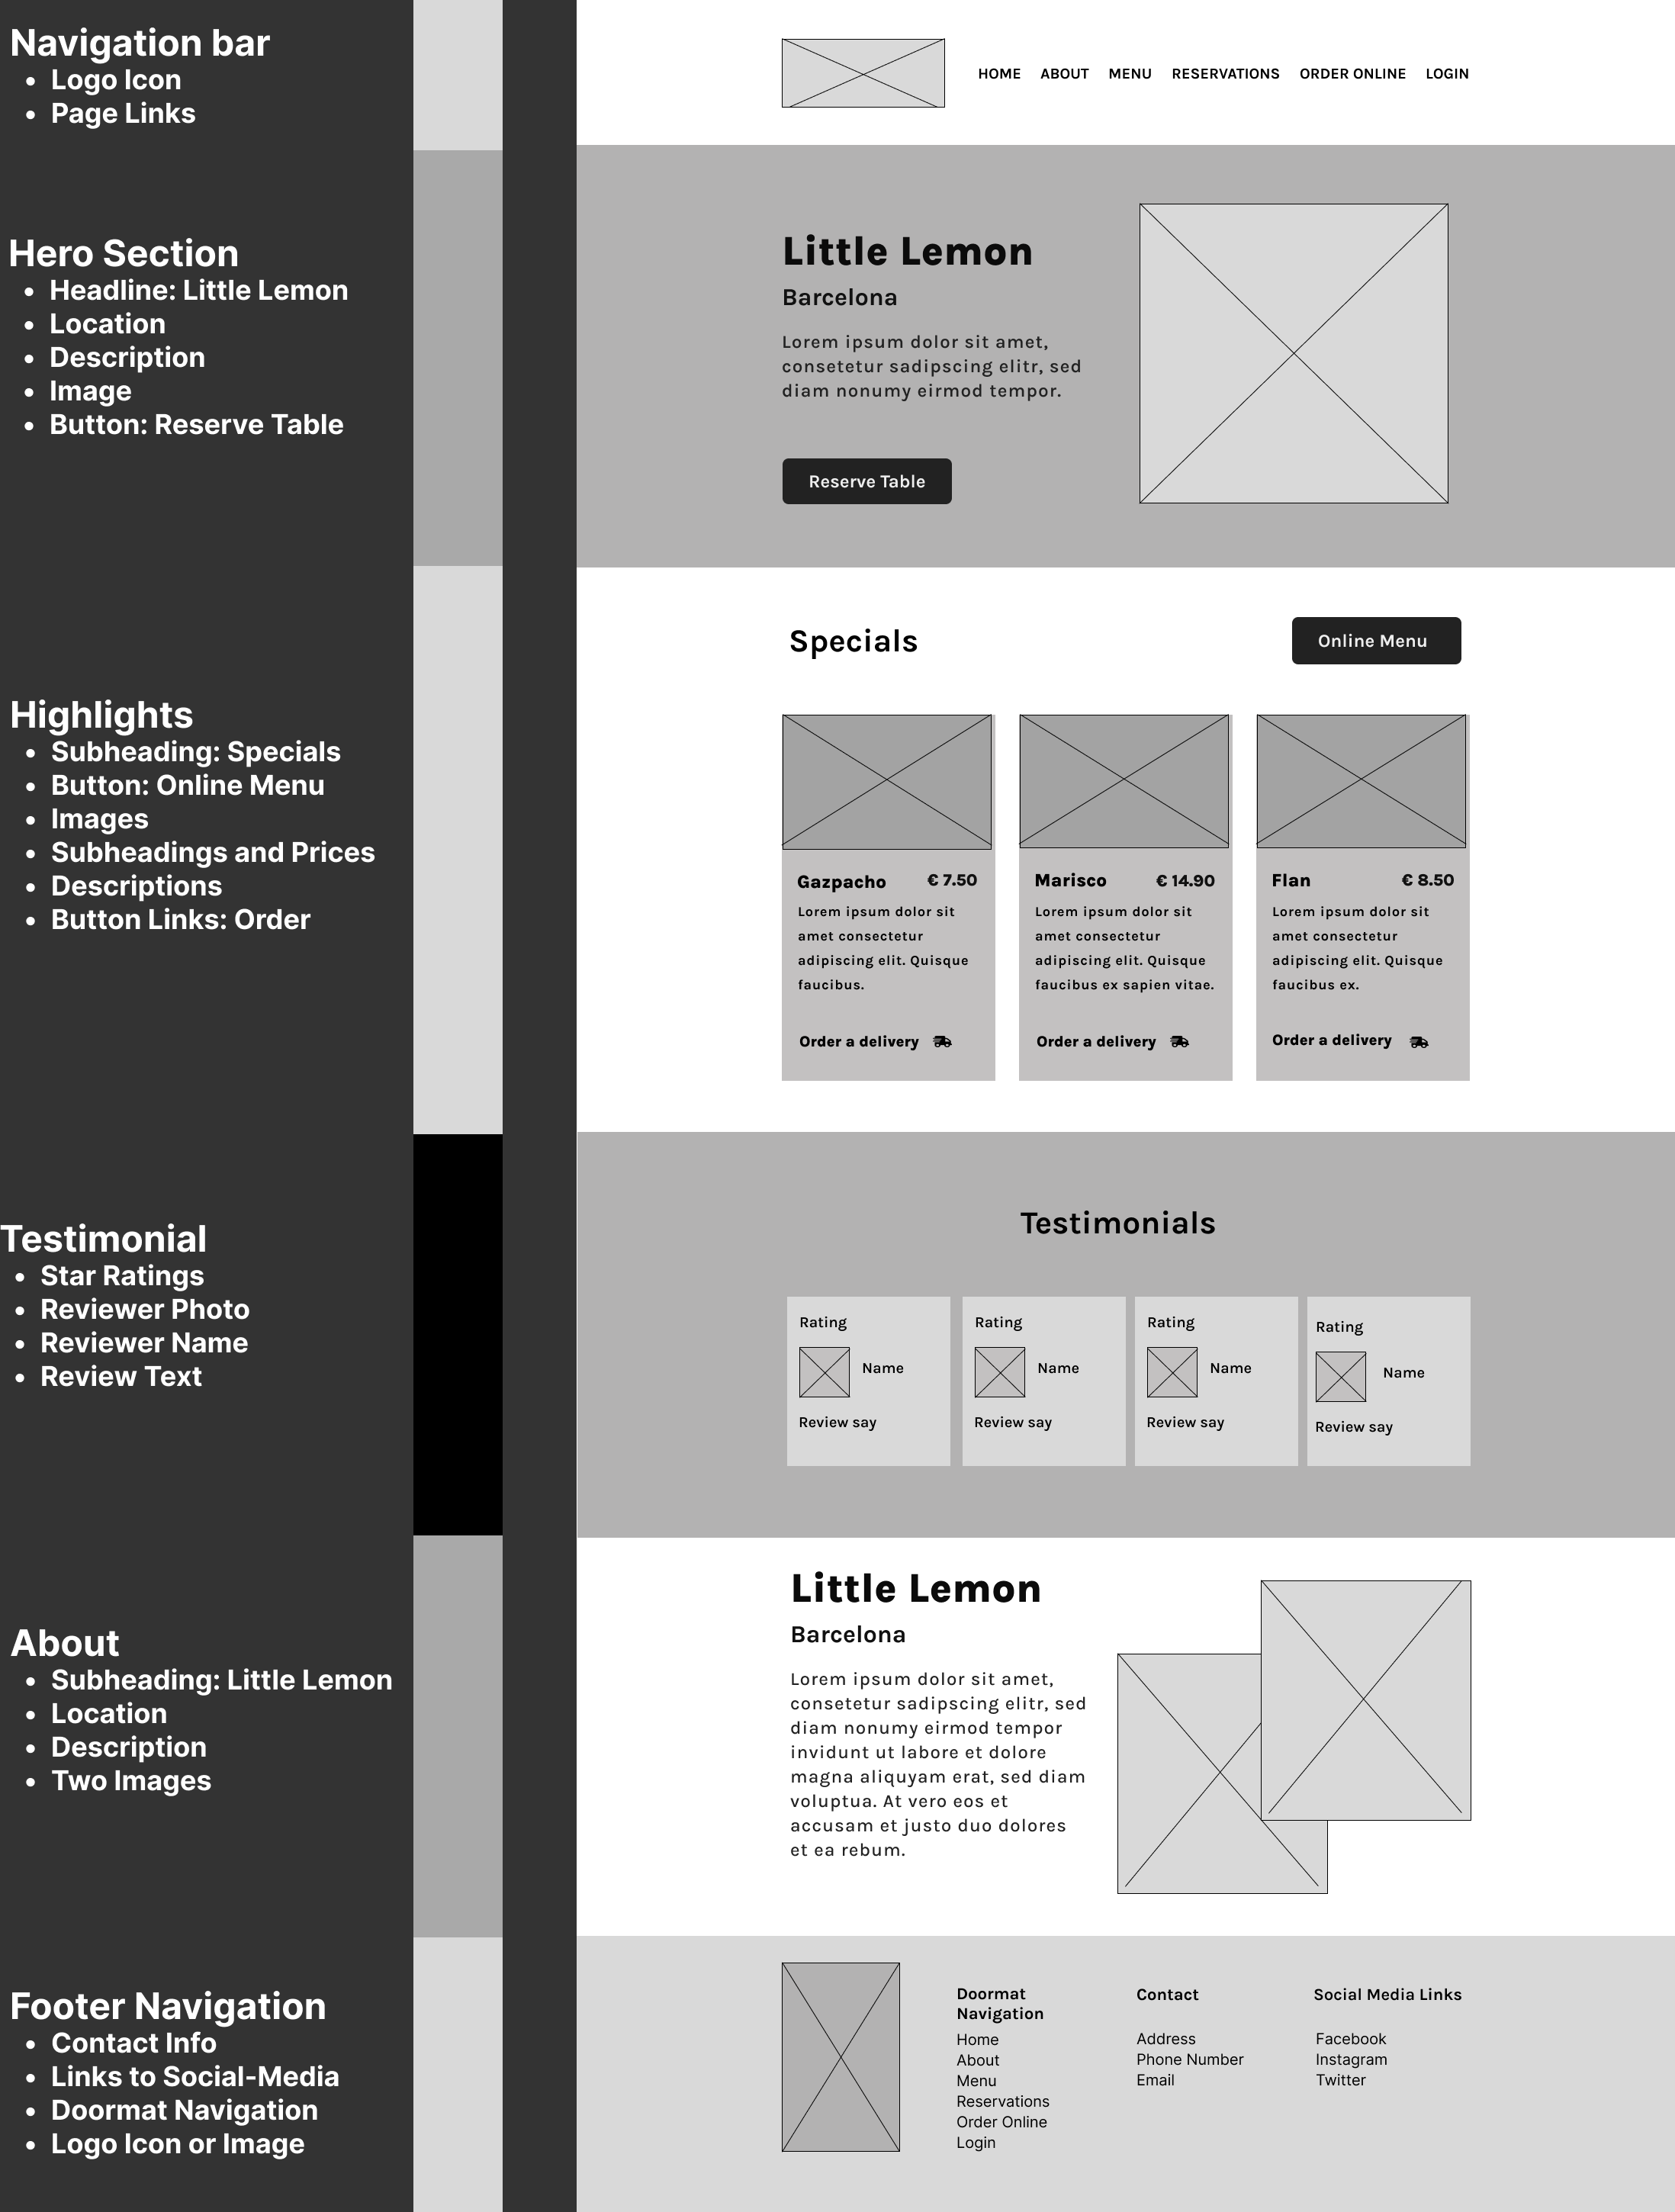 Navigation bar
• Logo Icon
• Page Links
Hero Section
• Headline: Little Lemon
• Location
• Description
• Image
• Button: Reserve Table
Highlights
• Subheading: Specials
• Button: Online Menu
• Images
• Subheadings and Prices
• Descriptions
• Button Links: Order
Testimonial
• Star Ratings
• Reviewer Photo
• Reviewer Name
• Review Text
About
• Subheading: Little Lemon
• Location
• Description
• Two Images
Footer Navigation
• Contact Info
• Links to Social-Media
• Doormat Navigation
• Logo Icon or Image
HOME ABOUT MENU RESERVATIONS ORDER ONLINE LOGIN
Little Lemon
Barcelona
Lorem ipsum dolor sit amet,
consetetur sadipscing elitr, sed
diam nonumy eirmod tempor.
Reserve Table
Specials
Online Menu
Gazpacho € 7.50
Lorem ipsum dolor sit
amet consectetur
adipiscing elit. Quisque
faucibus.
Order a delivery
Marisco € 14.90
Lorem ipsum dolor sit
amet consectetur
adipiscing elit. Quisque
faucibus ex sapien vitae.
Order a delivery
Flan € 8.50
Lorem ipsum dolor sit
amet consectetur
adipiscing elit. Quisque
faucibus ex.
Order a delivery
Testimonials
Rating
Name
Review say
Rating
Name
Review say
Rating
Name
Review say
Rating
Name
Review say
Little Lemon
Barcelona
Lorem ipsum dolor sit amet,
consetetur sadipscing elitr, sed
diam nonumy eirmod tempor
invidunt ut labore et dolore
magna aliquyam erat, sed diam
voluptua. At vero eos et
accusam et justo duo dolores
et ea rebum.
Doormat
Navigation
Home
About
Menu
Reservations
Order Online
Login
Contact
Address
Phone Number
Email
Social Media Links
Facebook
Instagram
Twitter